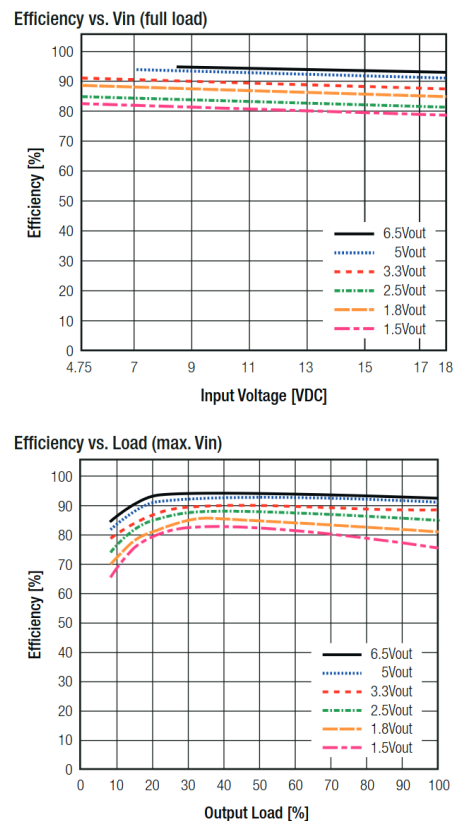 Efficiency vs. Vin (full load)
100
90
80
70
60
50
40
30
20
10
0
Efficiency [%]
6.5Vout
5Vout
3.3Vout
2.5Vout
1.8Vout
1.5Vout
4.75 7 9 11 13 15 17 18
Input Voltage [VDC]
Efficiency vs. Load (max. Vin)
100
90
80
70
60
50
40
30
20
10
0
Efficiency [%]
6.5Vout
5Vout
3.3Vout
2.5Vout
1.8Vout
1.5Vout
0 10 20 30 40 50 60 70 80 90 100
Output Load [%]